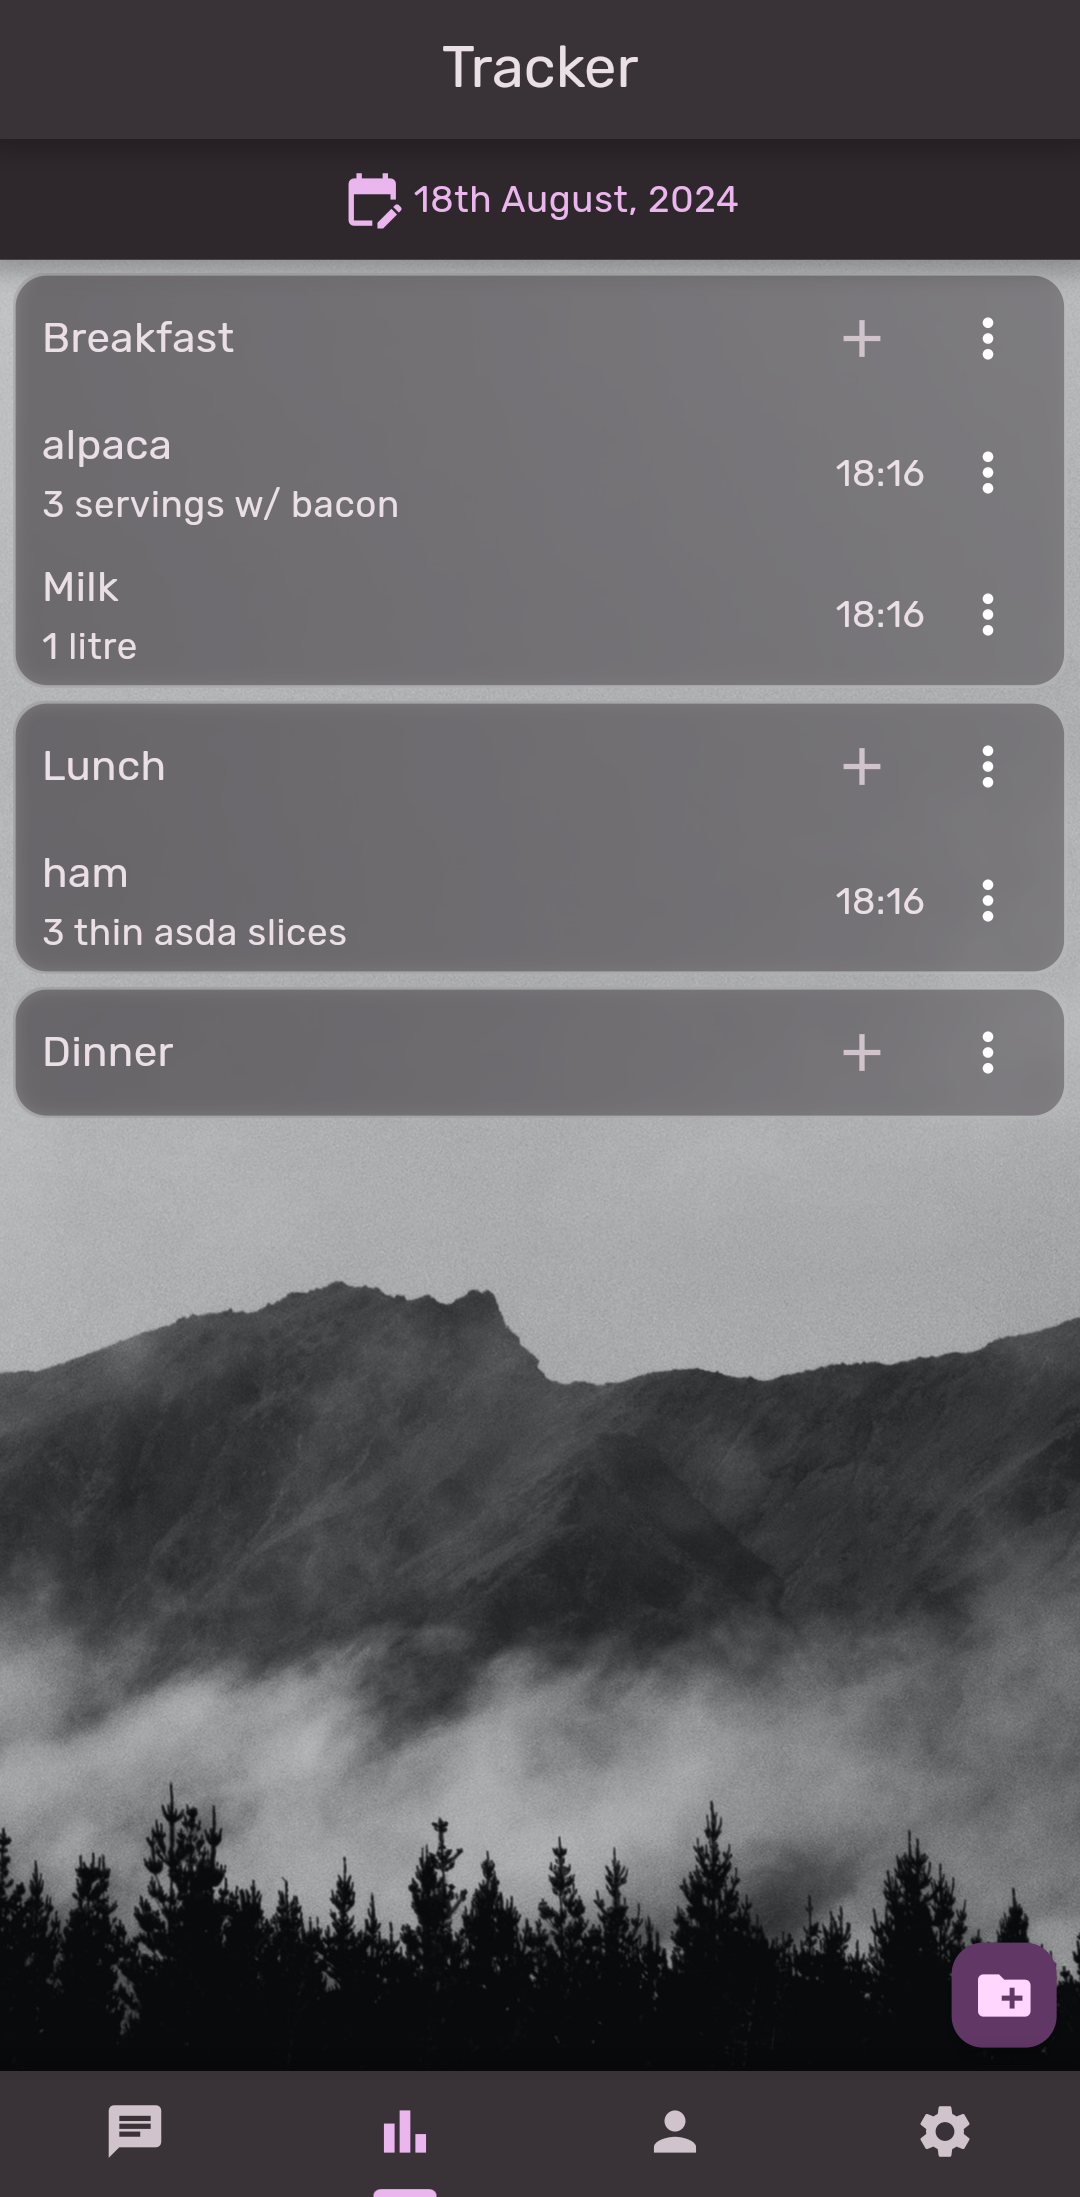 Tracker
18th August, 2024
Breakfast
alpaca
3 servings w/ bacon
18:16
Milk
1 litre
18:16
Lunch
ham
3 thin asda slices
18:16
Dinner